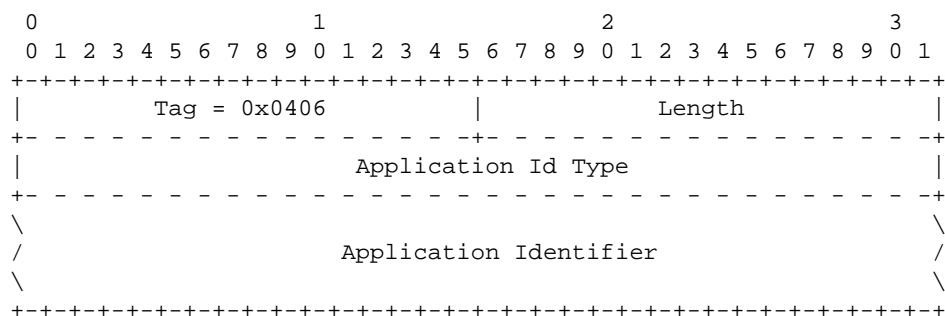 0                   1                   2                   3
 0 1 2 3 4 5 6 7 8 9 0 1 2 3 4 5 6 7 8 9 0 1 2 3 4 5 6 7 8 9 0 1
+-+-+-+-+-+-+-+-+-+-+-+-+-+-+-+-+-+-+-+-+-+-+-+-+-+-+-+-+-+-+-+-+
|         Tag = 0x0406          |            Length             |
+- - - - - - - - - - - - - - - -+- - - - - - - - - - - - - - - -+
|                      Application Id Type                      |
+- - - - - - - - - - - - - - - - - - - - - - - - - - - - - - - -+
\                                                               \
/                     Application Identifier                    /
\                                                               \
+-+-+-+-+-+-+-+-+-+-+-+-+-+-+-+-+-+-+-+-+-+-+-+-+-+-+-+-+-+-+-+-+